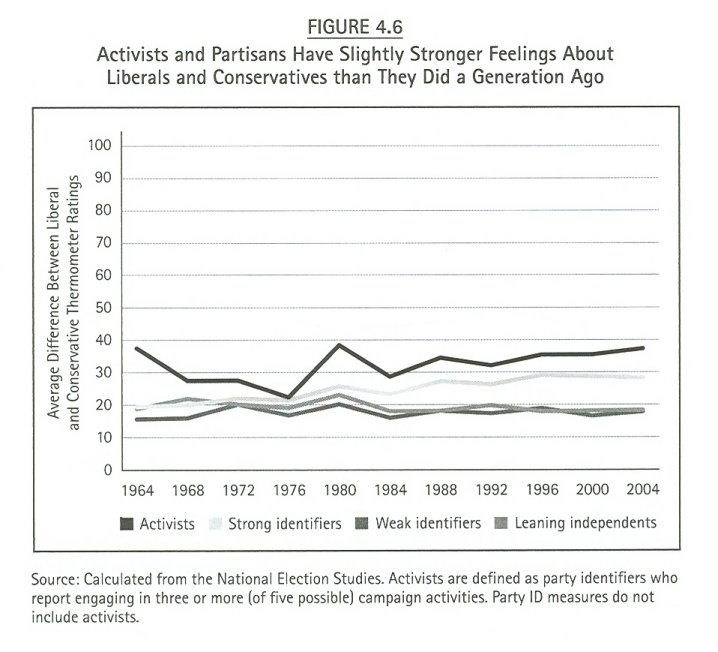 FIGURE 4.6
Activists and Partisans Have Slightly Stronger Feelings About
Liberals and Conservatives than They Did a Generation Ago
Average Difference Between Liberal
and Conservative Thermometer Ratings
100
90
80
70
60
50
40
30
20
10
0
1964 1968 1972 1976 1980 1984 1988 1992 1996 2000 2004
Activists Strong identifiers Weak identifiers Leaning independents
Source: Calculated from the National Election Studies. Activists are defined as party identifiers who
report engaging in three or more (of five possible) campaign activities. Party ID measures do not
include activists.